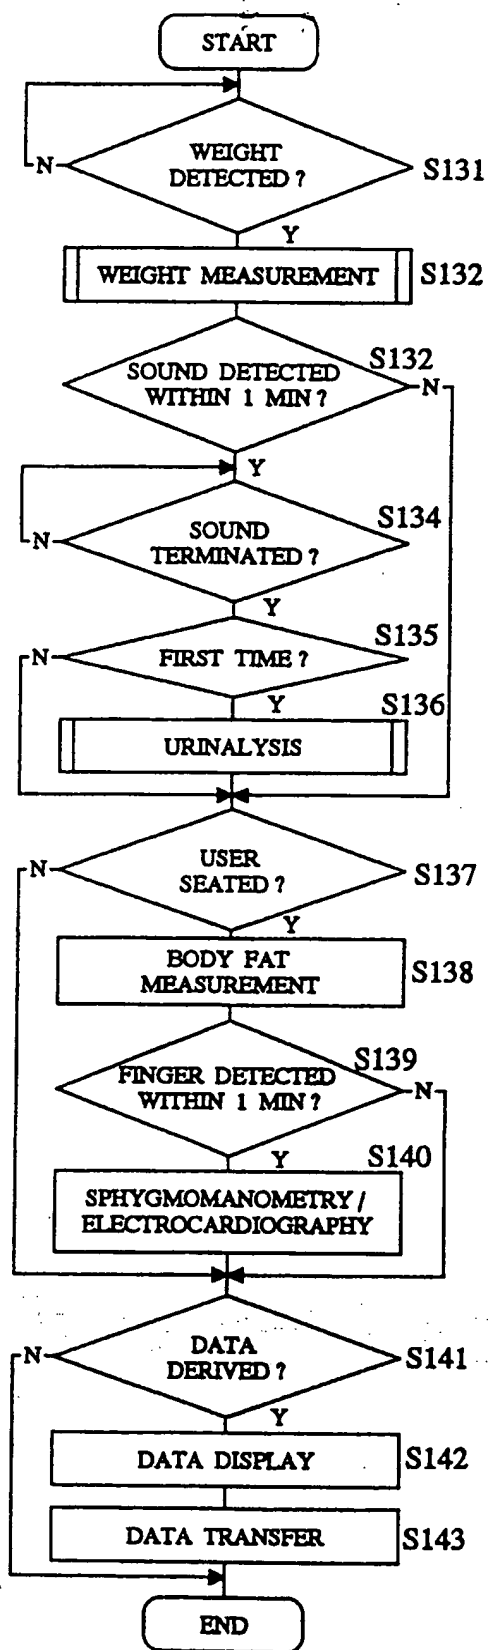 START
WEIGHT
DETECTED ?
N
S131
Y
WEIGHT MEASUREMENT
S132
S132
SOUND DETECTED
WITHIN 1 MIN ?
N
Y
S134
SOUND
TERMINATED ?
N
Y
S135
FIRST TIME ?
N
Y
S136
URINALYSIS
USER
SEATED ?
N
S137
Y
BODY FAT
MEASUREMENT
S138
S139
FINGER DETECTED
WITHIN 1 MIN ?
N
Y
S140
SPHYGMOMANOMETRY /
ELECTROCARDIOGRAPHY
DATA
DERIVED ?
N
S141
Y
DATA DISPLAY
S142
DATA TRANSFER
S143
END